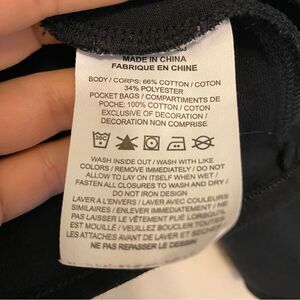 MADE IN CHINA
FABRIQUE EN CHINE
BODY / CORPS: 66% COTTON / COTON
34% POLYESTER
POCKET BAGS / COMPARTIMENTS DE
POCHE: 100% COTTON / COTON
EXCLUSIVE OF DECORATION /
DECORATION NON COMPRISE
WASH INSIDE OUT / WASH WITH LIKE
COLORS / REMOVE IMMEDIATELY / DO NOT
ALLOW TO LAY ON ITSELF WHEN WET /
FASTEN ALL CLOSURES TO WASH AND DRY /
DO NOT IRON DESIGN
LAVER A L'ENVERS / LAVER AVEC COULEURS
SIMILAIRES / ENLEVER IMMEDIATEMENT / NE
PAS LAISSER LE VÊTEMENT PLIÉ LORSQU'IL
EST MOUILLÉ / VEUILLEZ BOUCLER TOUTES
LES ATTACHES AVANT DE LAVER ET SECHER /
NE PAS REPASSER LE DESSIN